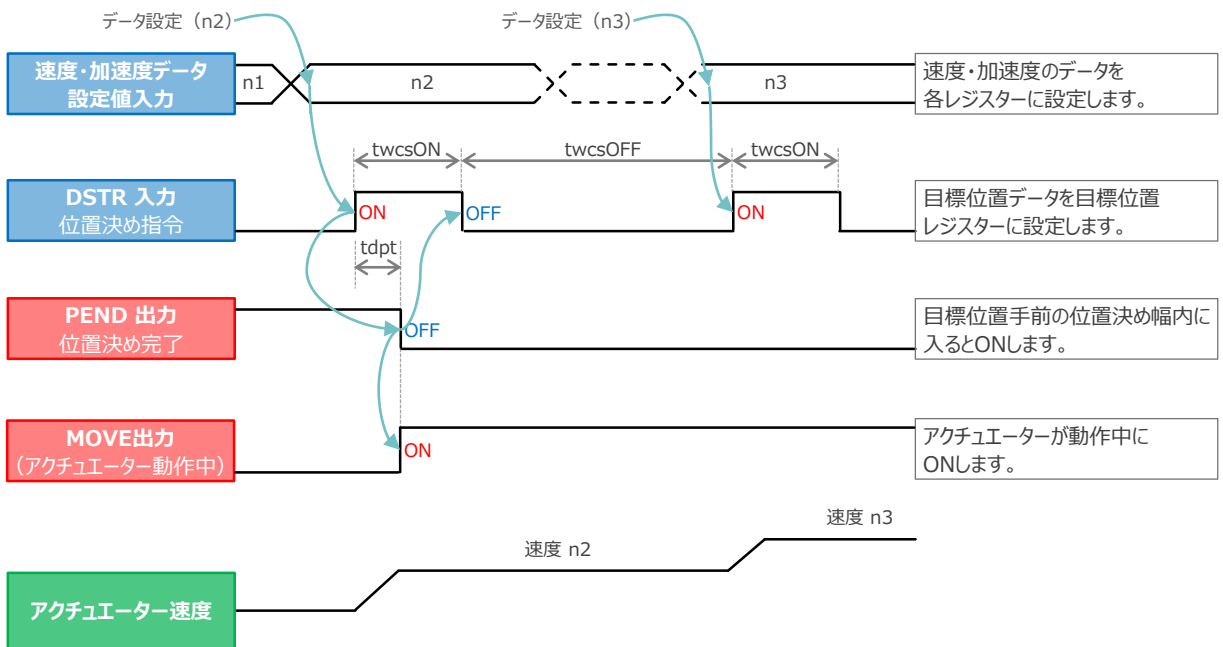 データ設定（n2）
データ設定（n3）
速度・加速度データ
設定値入力
n1
n2
n3
速度・加速度のデータを
各レジスターに設定します。
twcsON
twcsOFF
twcsON
DSTR 入力
位置決め指令
ON
OFF
ON
目標位置データを目標位置
レジスターに設定します。
tdpt
PEND 出力
位置決め完了
OFF
目標位置手前の位置決め幅内に
入るとONします。
MOVE出力
（アクチュエーター動作中）
ON
アクチュエーターが動作中に
ONします。
速度 n3
速度 n2
アクチュエーター速度